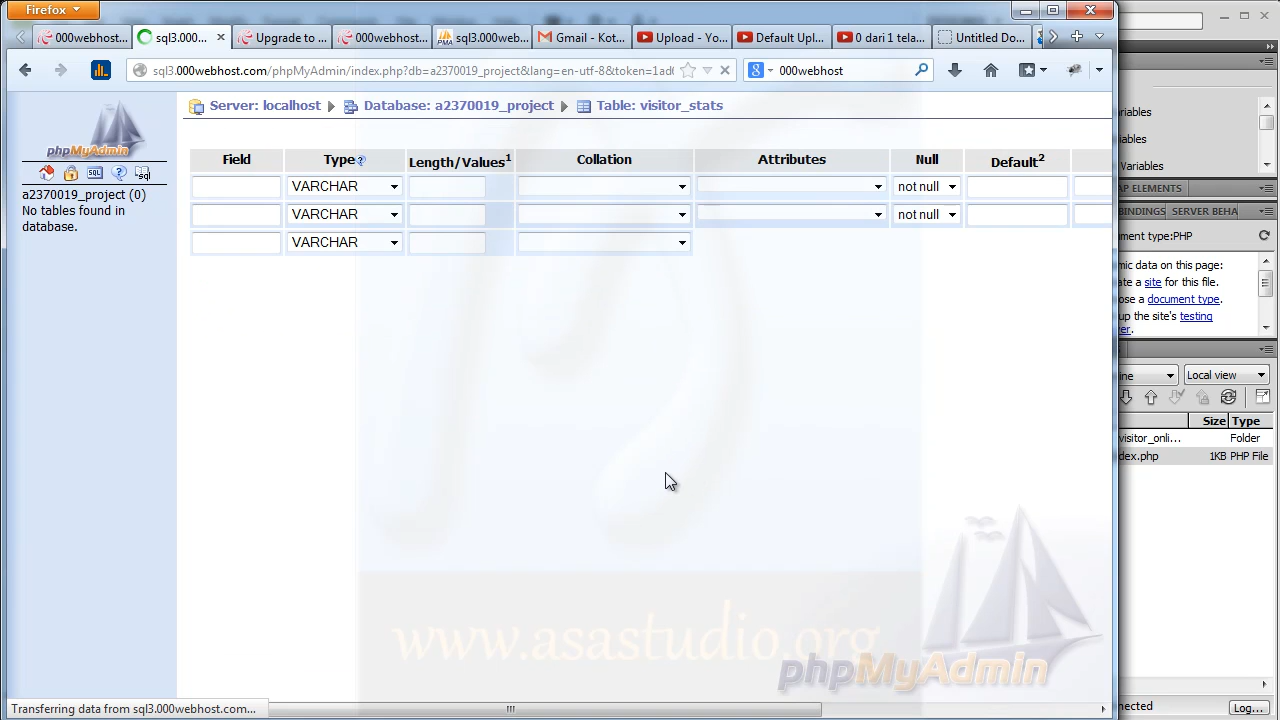 Firefox
000webhost....
sql3.000...
Upgrade to ...
000webhost....
sql3.000web...
Gmail - Kot...
Upload - Yo...
Default Upl...
0 dari 1 tela...
Untitled Do...
sql3.000webhost.com/phpMyAdmin/index.php?db=a2370019_project&lang=en-utf-8&token=1ad
000webhost
phpMyAdmin
a2370019_project (0)
No tables found in
database.
Server: localhost
Database: a2370019_project
Table: visitor_stats
Field
Type
Length/Values1
Collation
Attributes
Null
Default2
VARCHAR
not null
VARCHAR
not null
VARCHAR
www.asastudio.org
phpMyAdmin
Transferring data from sql3.000webhost.com...
ariables
ariables
Variables
AP ELEMENTS
BINDINGS
SERVER BEHA
ument type:PHP
mic data on this page:
ate a site for this file.
ose a document type.
up the site's testing
er.
ine
Local view
Size
Type
visitor_onli...
Folder
dex.php
1KB PHP File
nected
Log...